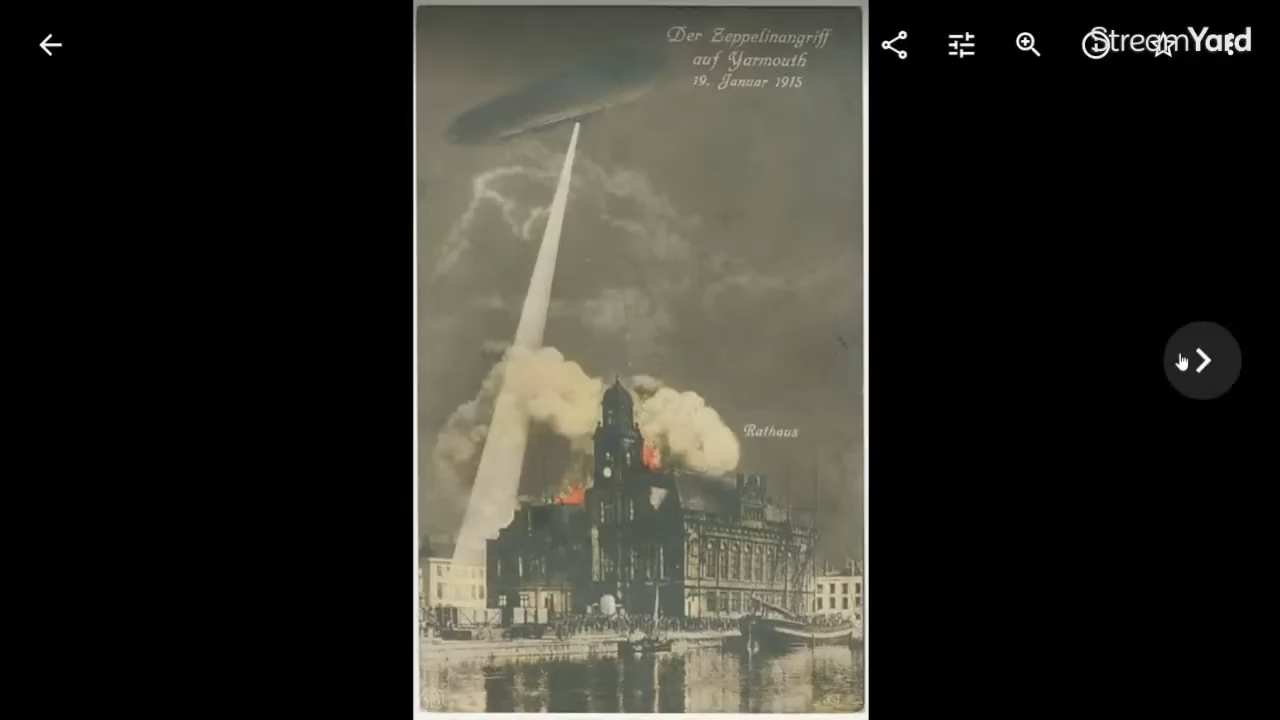 Der Zeppelinangriff
auf Yarmouth
19. Januar 1915
StreamYard
Rathaus